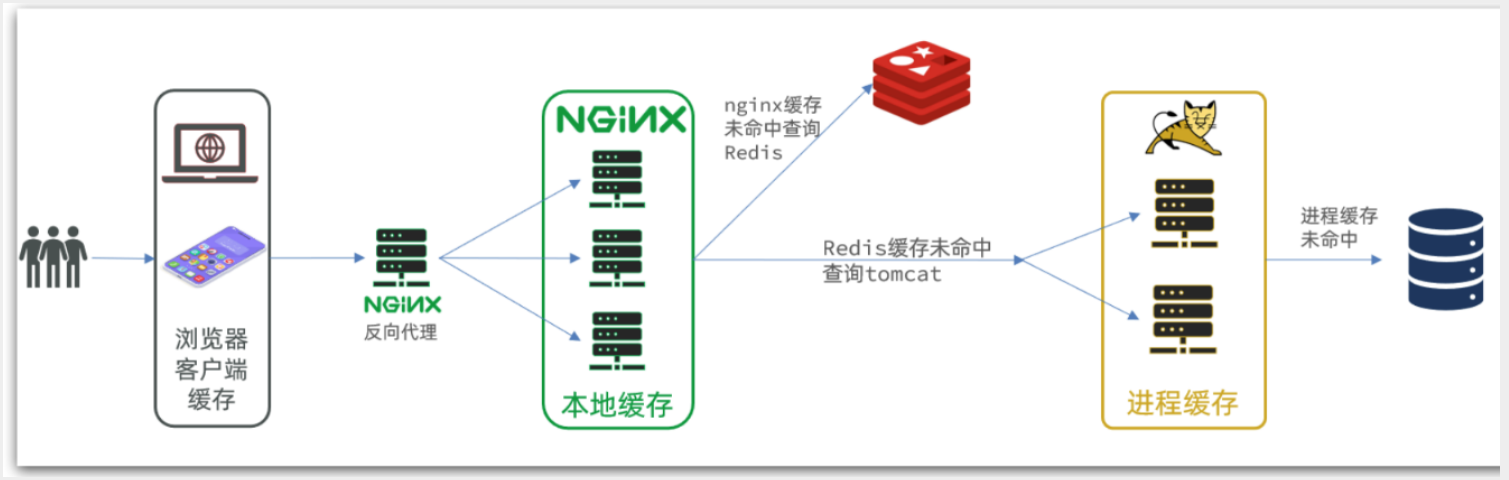 浏览器
客户端
缓存
NGINX
反向代理
NGINX
本地缓存
nginx缓存
未命中查询
Redis
Redis缓存未命中
查询tomcat
进程缓存
进程缓存
未命中